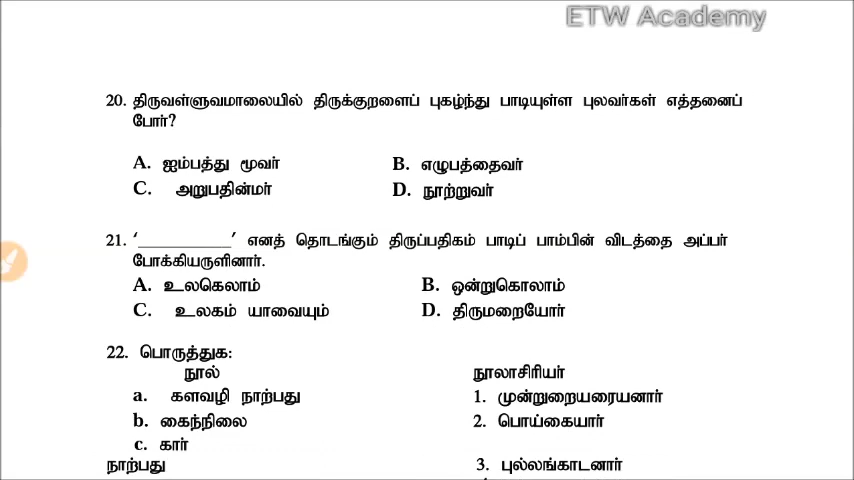 ETW Academy
20. திருவள்ளுவமாலையில் திருக்குறளைப் புகழ்ந்து பாடியுள்ள புலவர்கள் எத்தனைப்
போர்?
A. ஐம்பத்து மூவர் B. எழுபத்தைவர்
C. அறுபதின்மர் D. நூற்றுவர்
21. ‘___________’ எனத் தொடங்கும் திருப்பதிகம் பாடிப் பாம்பின் விடத்தை அப்பர்
போக்கியருளினார்.
A. உலகெலாம் B. ஒன்றுகொலாம்
C. உலகம் யாவையும் D. திருமறையோர்
22. பொருத்துக:
நூல் நூலாசிரியர்
a. களவழி நாற்பது 1. முன்றுறையரையனார்
b. கைந்நிலை 2. பொய்கையார்
c. கார்
நாற்பது 3. புல்லங்காடனார்